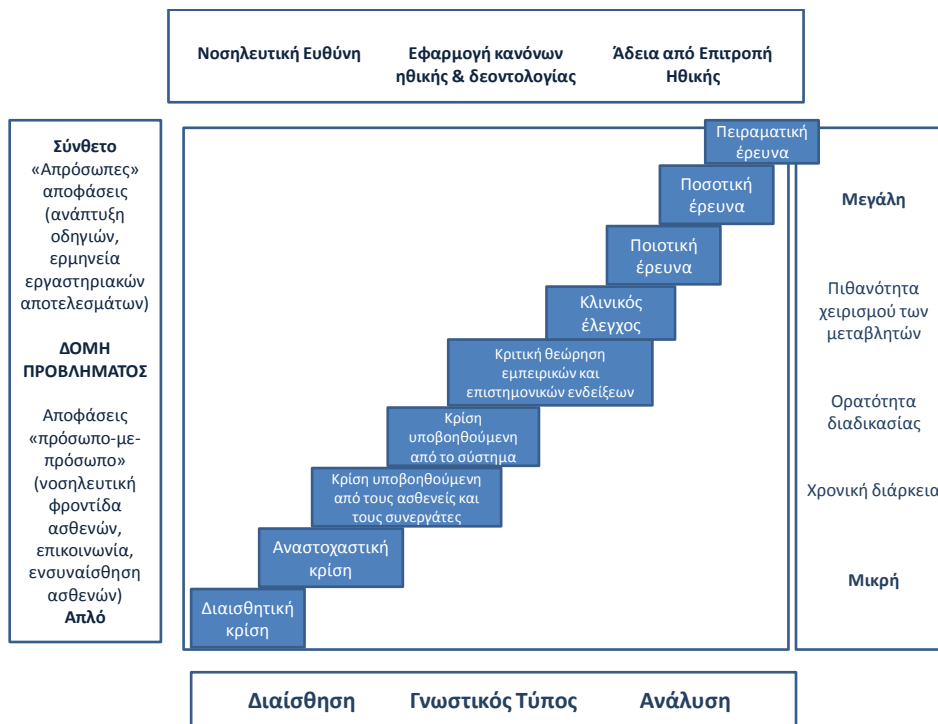 Νοσηλευτική Ευθύνη
Εφαρμογή κανόνων
ηθικής & δεοντολογίας
Άδεια από Επιτροπή
Ηθικής
Σύνθετο
«Απρόσωπες»
αποφάσεις
(ανάπτυξη
οδηγιών,
ερμηνεία
εργαστηριακών
αποτελεσμάτων)
ΔΟΜΗ
ΠΡΟΒΛΗΜΑΤΟΣ
Αποφάσεις
«πρόσωπο-με-
πρόσωπο»
(νοσηλευτική
φροντίδα
ασθενών,
επικοινωνία,
ενσυναίσθηση
ασθενών)
Απλό
Πειραματική
έρευνα
Ποσοτική
έρευνα
Ποιοτική
έρευνα
Κλινικός
έλεγχος
Κριτική θεώρηση
εμπειρικών και
επιστημονικών ενδείξεων
Κρίση
υποβοηθούμενη
από το σύστημα
Κρίση υποβοηθούμενη
από τους ασθενείς και
τους συνεργάτες
Αναστοχαστική
κρίση
Διαισθητική
κρίση
Μεγάλη
Πιθανότητα
χειρισμού των
μεταβλητών
Ορατότητα
διαδικασίας
Χρονική διάρκεια
Μικρή
Διαίσθηση
Γνωστικός Τύπος
Ανάλυση